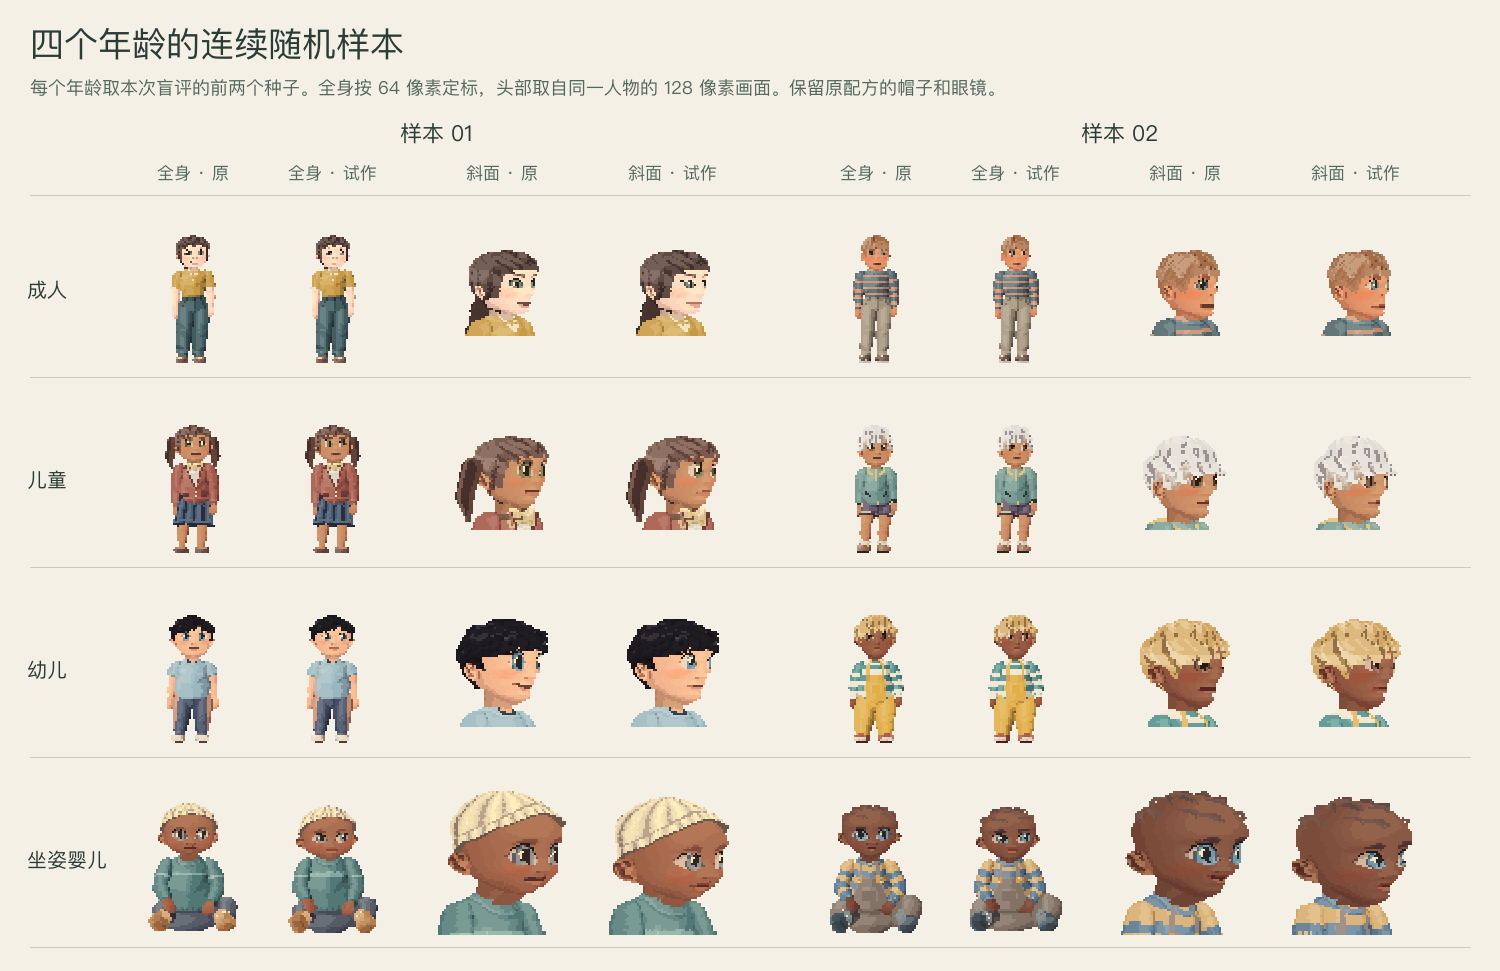 四个年龄的连续随机样本
每个年龄取本次盲评的前两个种子。全身按 64 像素定标，头部取自同一人物的 128 像素画面。保留原配方的帽子和眼镜。
样本 01 样本 02
全身 · 原 全身 · 试作 斜面 · 原 斜面 · 试作 全身 · 原 全身 · 试作 斜面 · 原 斜面 · 试作
成人
儿童
幼儿
坐姿婴儿